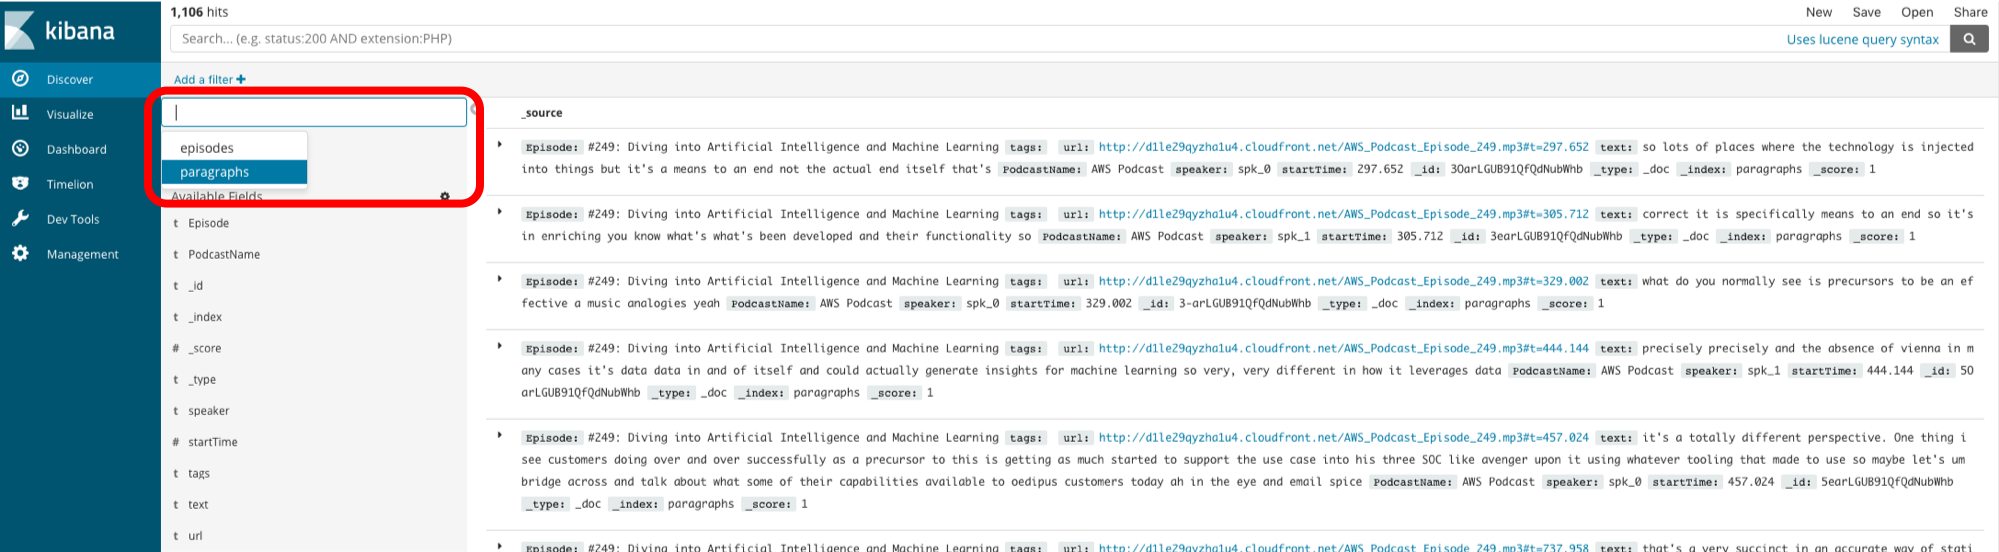 kibana
Discover
Visualize
Dashboard
Timelion
Dev Tools
Management
1,106 hits
New Save Open Share
Search... (e.g. status:200 AND extension:PHP)
Uses lucene query syntax
Add a filter +
episodes
paragraphs
Available Fields
t Episode
t PodcastName
t _id
t _index
# _score
t _type
t speaker
# startTime
t tags
t text
t url
_source
Episode: #249: Diving into Artificial Intelligence and Machine Learning tags: url: http://d1le29qyzha1u4.cloudfront.net/AWS_Podcast_Episode_249.mp3#t=297.652 text: so lots of places where the technology is injected
into things but it's a means to an end not the actual end itself that's PodcastName: AWS Podcast speaker: spk_0 startTime: 297.652 _id: 3OarLGUB91QfQdNubWhb _type: _doc _index: paragraphs _score: 1
Episode: #249: Diving into Artificial Intelligence and Machine Learning tags: url: http://d1le29qyzha1u4.cloudfront.net/AWS_Podcast_Episode_249.mp3#t=305.712 text: correct it is specifically means to an end so it's
in enriching you know what's what's been developed and their functionality so PodcastName: AWS Podcast speaker: spk_1 startTime: 305.712 _id: 3earLGUB91QfQdNubWhb _type: _doc _index: paragraphs _score: 1
Episode: #249: Diving into Artificial Intelligence and Machine Learning tags: url: http://d1le29qyzha1u4.cloudfront.net/AWS_Podcast_Episode_249.mp3#t=329.002 text: what do you normally see is precursors to be an ef
fective a music analogies yeah PodcastName: AWS Podcast speaker: spk_0 startTime: 329.002 _id: 3-arLGUB91QfQdNubWhb _type: _doc _index: paragraphs _score: 1
Episode: #249: Diving into Artificial Intelligence and Machine Learning tags: url: http://d1le29qyzha1u4.cloudfront.net/AWS_Podcast_Episode_249.mp3#t=444.144 text: precisely precisely and the absence of vienna in m
any cases it's data data in and of itself and could actually generate insights for machine learning so very, very different in how it leverages data PodcastName: AWS Podcast speaker: spk_1 startTime: 444.144 _id: 5O
arLGUB91QfQdNubWhb _type: _doc _index: paragraphs _score: 1
Episode: #249: Diving into Artificial Intelligence and Machine Learning tags: url: http://d1le29qyzha1u4.cloudfront.net/AWS_Podcast_Episode_249.mp3#t=457.024 text: it's a totally different perspective. One thing i
see customers doing over and over successfully as a precursor to this is getting as much started to support the use case into his three SOC like avenger upon it using whatever tooling that made to use so maybe let's um
bridge across and talk about what some of their capabilities available to oedipus customers today ah in the eye and email spice PodcastName: AWS Podcast speaker: spk_0 startTime: 457.024 _id: 5earLGUB91QfQdNubWhb
_type: _doc _index: paragraphs _score: 1
Episode: #249: Diving into Artificial Intelligence and Machine Learning tags: url: http://d1le29qyzha1u4.cloudfront.net/AWS_Podcast_Episode_249.mp3#t=737.958 text: that's a very succinct in an accurate way of stati